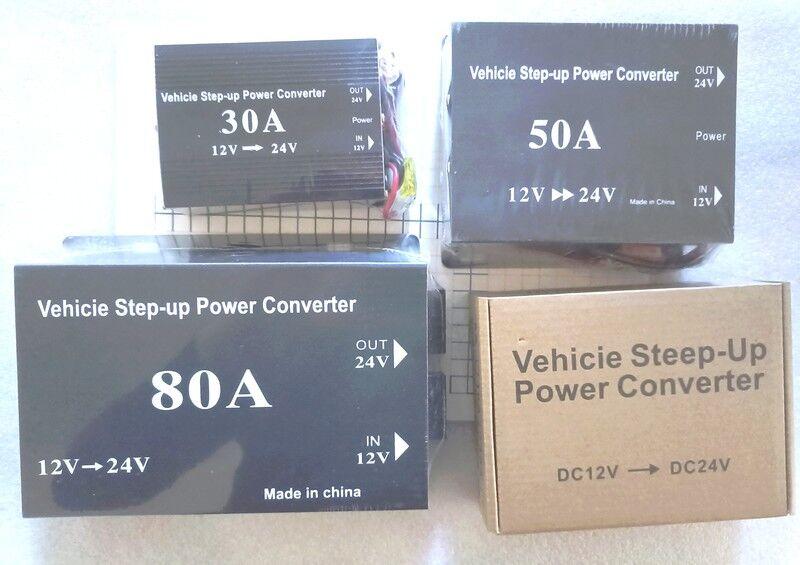 Vehicie Step-up Power Converter
OUT
24V
30A
Power
12V → 24V
IN
12V
Vehicie Step-up Power Converter
OUT
24V
50A
Power
12V ▸▸ 24V
Made in China
IN
12V
Vehicie Step-up Power Converter
OUT
24V
80A
IN
12V
12V → 24V
Made in china
Vehicie Steep-Up
Power Converter
DC12V → DC24V